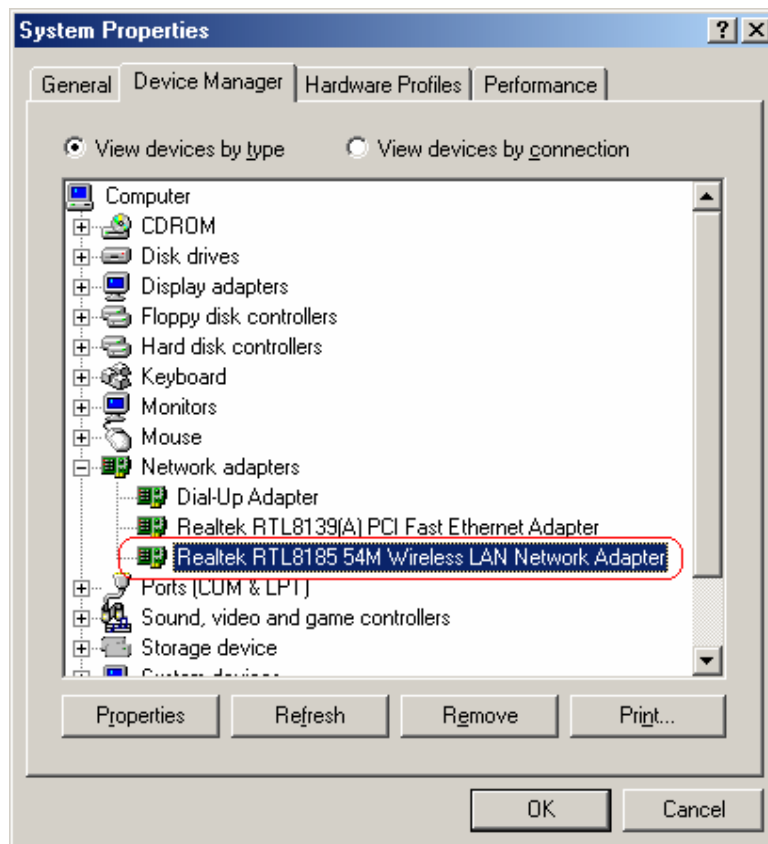 System Properties
General Device Manager Hardware Profiles Performance
View devices by type View devices by connection
Computer
CDROM
Disk drives
Display adapters
Floppy disk controllers
Hard disk controllers
Keyboard
Monitors
Mouse
Network adapters
Dial-Up Adapter
Realtek RTL8139(A) PCI Fast Ethernet Adapter
Realtek RTL8185 54M Wireless LAN Network Adapter
Ports (COM & LPT)
Sound, video and game controllers
Storage device
System devices
Properties Refresh Remove Print...
OK Cancel